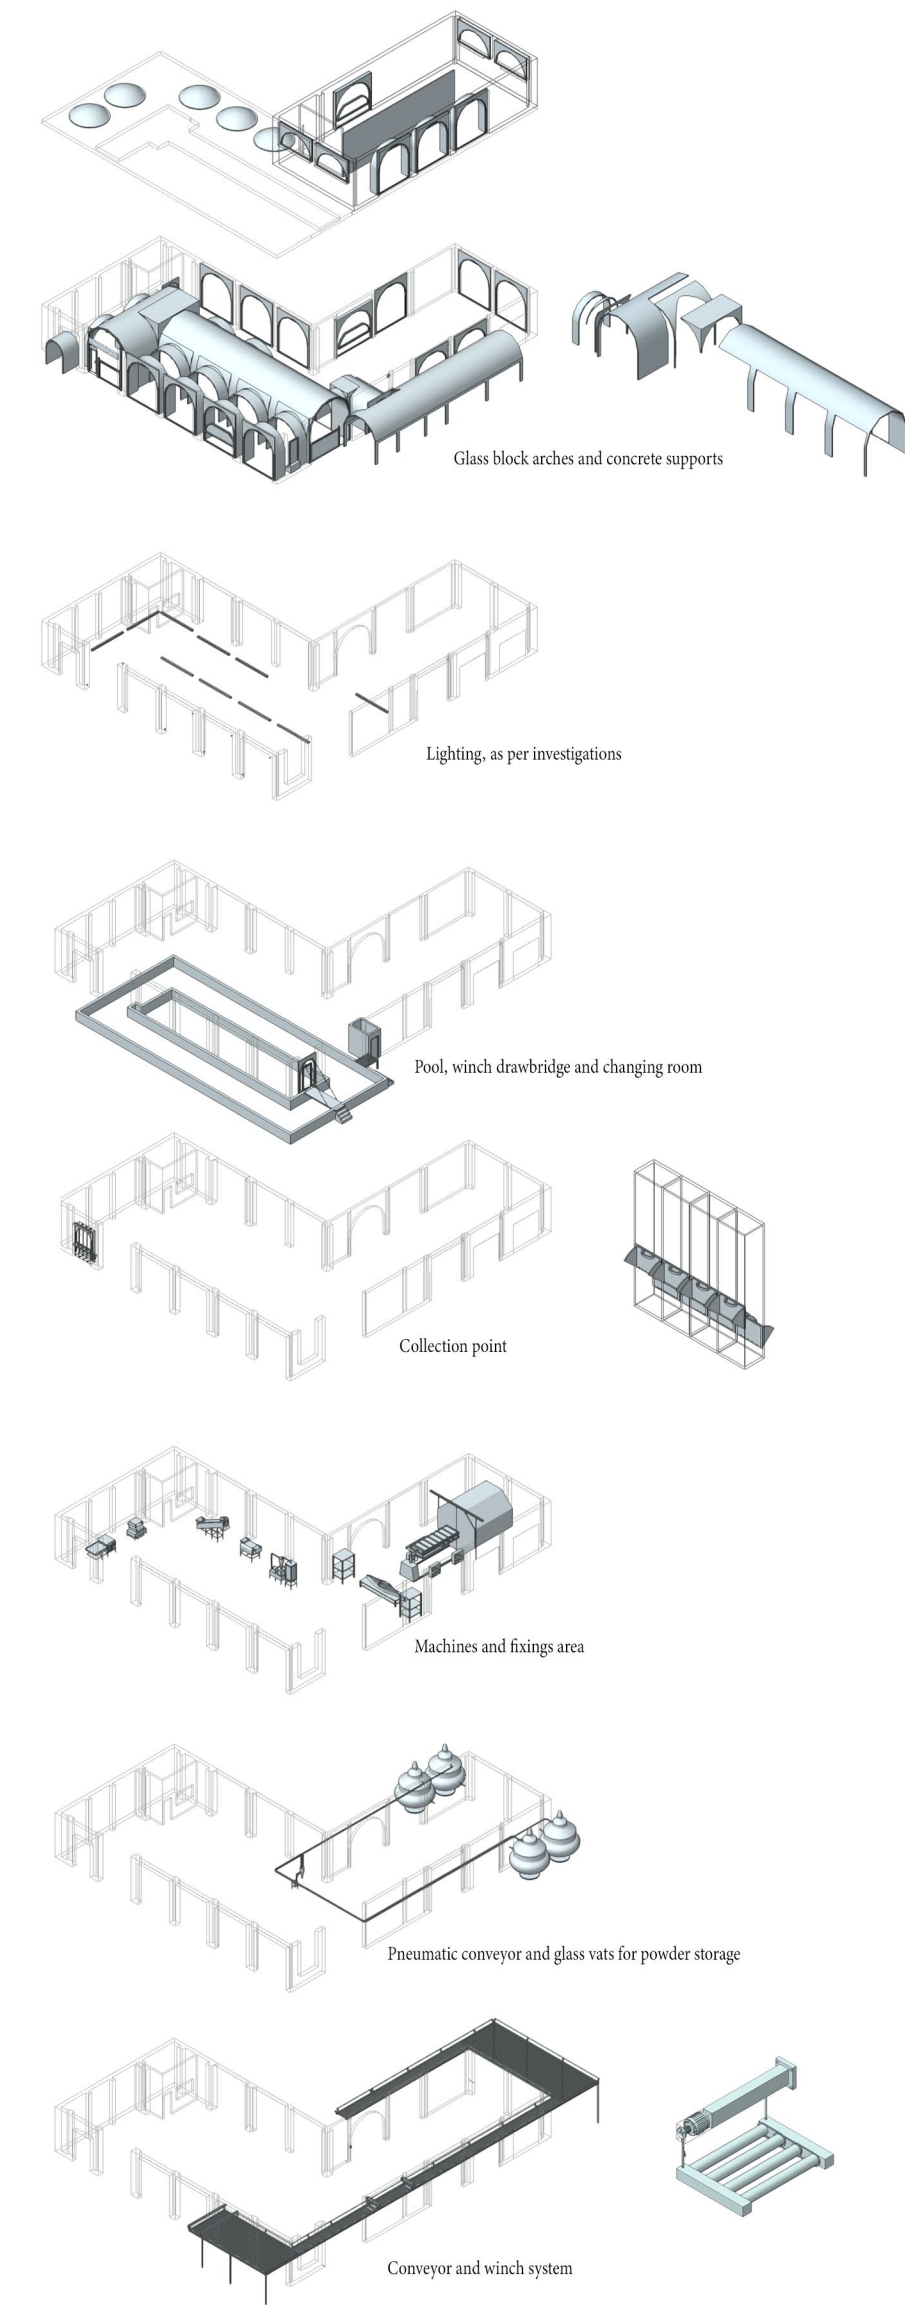 Glass block arches and concrete supports
Lighting, as per investigations
Pool, winch drawbridge and changing room
Collection point
Machines and fixings area
Pneumatic conveyor and glass vats for powder storage
Conveyor and winch system